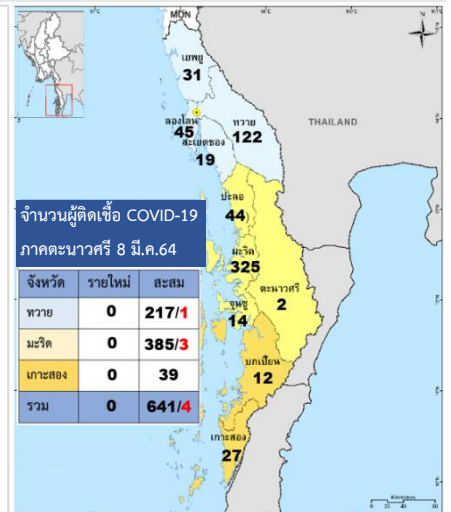 MON
N
เยพยู
31
ลองโลน
45
ทวาย
122
สะเยดชอง
19
THAILAND
ปะลอ
44
มะริด
325
ตะนาวศรี
2
จุนซู
14
บกเปี้ยน
12
เกาะสอง
27
จำนวนผู้ติดเชื้อ COVID-19
ภาคตะนาวศรี 8 มี.ค.64
จังหวัด รายใหม่ สะสม
ทวาย 0 217/1
มะริด 0 385/3
เกาะสอง 0 39
รวม 0 641/4
Kilometers
0 20 40 80